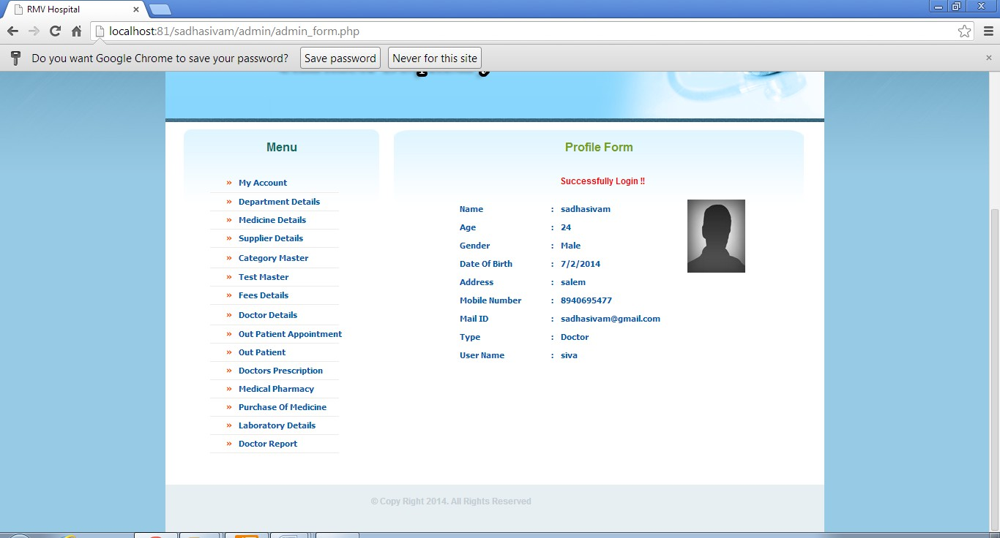 RMV Hospital
localhost:81/sadhasivam/admin/admin_form.php
Do you want Google Chrome to save your password? Save password Never for this site
Menu
» My Account
» Department Details
» Medicine Details
» Supplier Details
» Category Master
» Test Master
» Fees Details
» Doctor Details
» Out Patient Appointment
» Out Patient
» Doctors Prescription
» Medical Pharmacy
» Purchase Of Medicine
» Laboratory Details
» Doctor Report
Profile Form
Successfully Login !!
Name : sadhasivam
Age : 24
Gender : Male
Date Of Birth : 7/2/2014
Address : salem
Mobile Number : 8940695477
Mail ID : sadhasivam@gmail.com
Type : Doctor
User Name : siva
© Copy Right 2014. All Rights Reserved